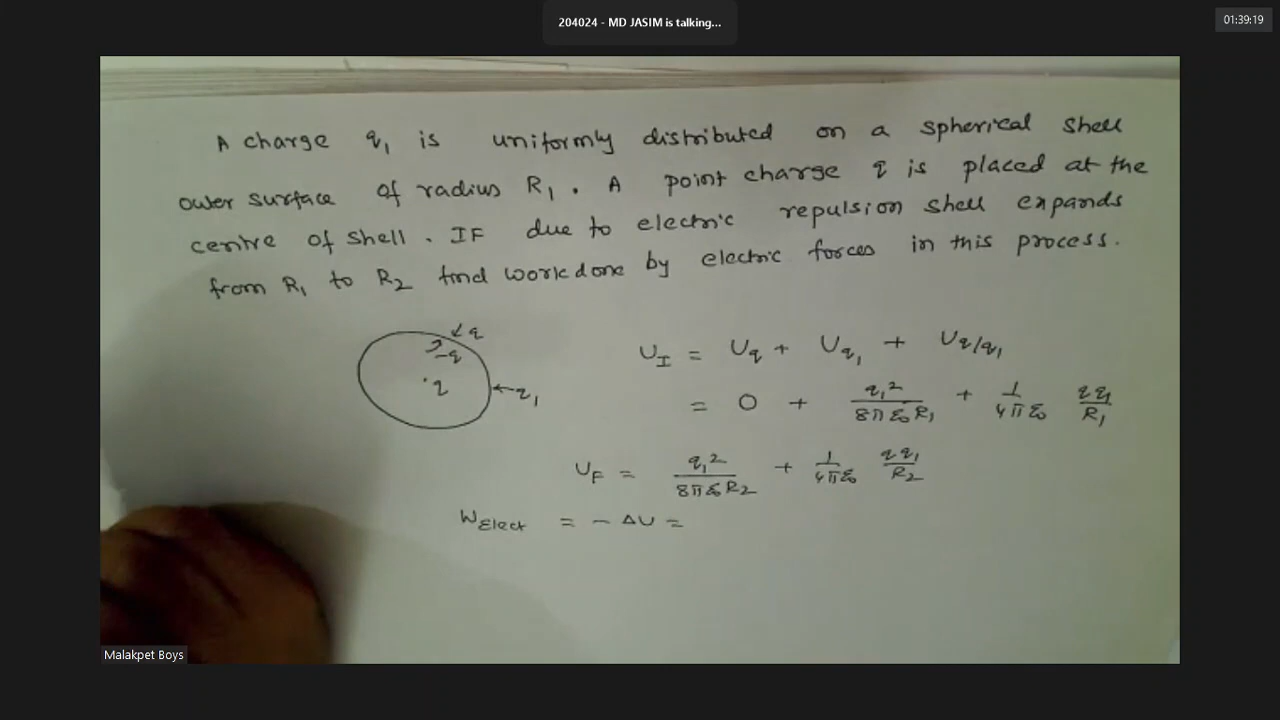 204024 - MD JASIM is talking...
01:39:19
A charge q₁ is uniformly distributed on a spherical shell
outer surface of radius R₁. A point charge q is placed at the
centre of shell. IF due to electric repulsion shell expands
from R₁ to R₂ find work done by electric forces in this process.
q
-q
q
q₁
U_I = U_q + U_q₁ + U_q/q₁
= 0 + q₁²/8πε₀R₁ + 1/4πε₀ qq₁/R₁
U_F = q₁²/8πε₀R₂ + 1/4πε₀ qq₁/R₂
W_Elect = - ΔU =
Malakpet Boys